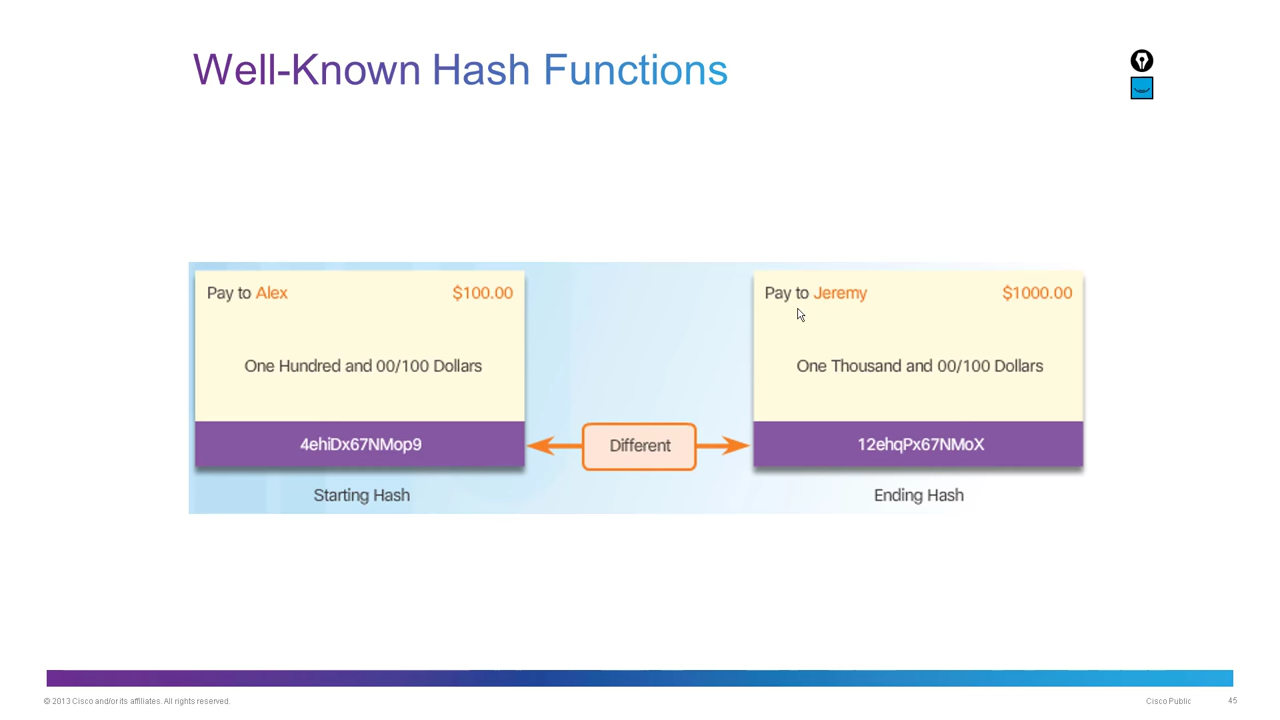 Well-Known Hash Functions
Pay to Alex $100.00
One Hundred and 00/100 Dollars
4ehiDx67NMop9
Starting Hash
Different
Pay to Jeremy $1000.00
One Thousand and 00/100 Dollars
12ehqPx67NMoX
Ending Hash
© 2013 Cisco and/or its affiliates. All rights reserved.
Cisco Public 45